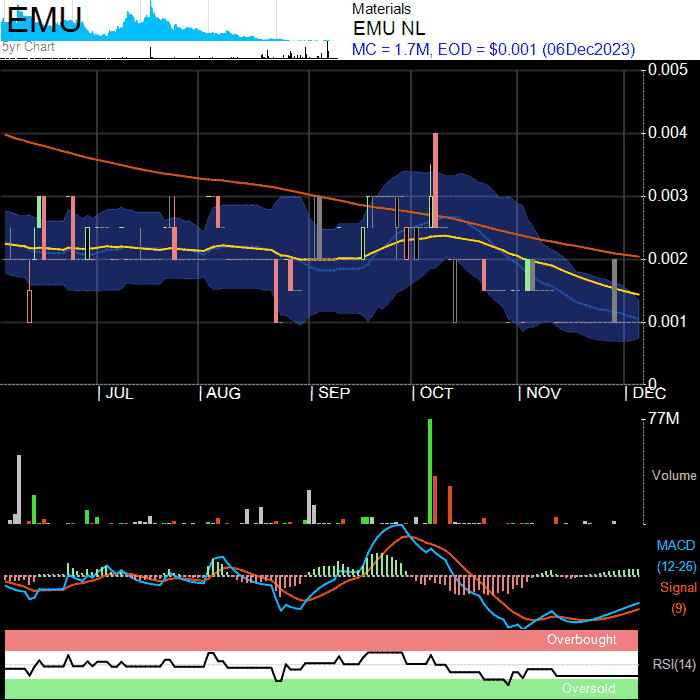 EMU
5yr Chart
Materials
EMU NL
MC = 1.7M, EOD = $0.001 (06Dec2023)
0.005
0.004
0.003
0.002
0.001
0
JUL
AUG
SEP
OCT
NOV
DEC
77M
Volume
MACD
(12-26)
Signal
(9)
Overbought
RSI(14)
Oversold